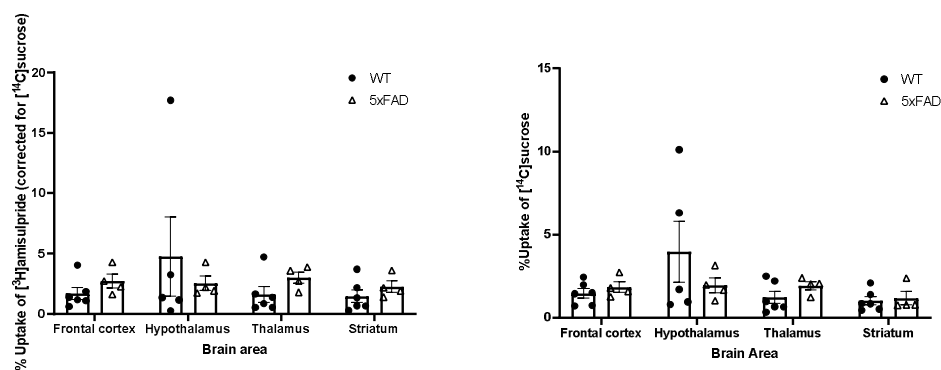 % Uptake of [³H]amisulpride (corrected for [¹⁴C]sucrose)
20
15
10
5
0
WT
5xFAD
Frontal cortex Hypothalamus Thalamus Striatum
Brain area
%Uptake of [¹⁴C]sucrose
15
10
5
0
WT
5xFAD
Frontal cortex Hypothalamus Thalamus Striatum
Brain Area